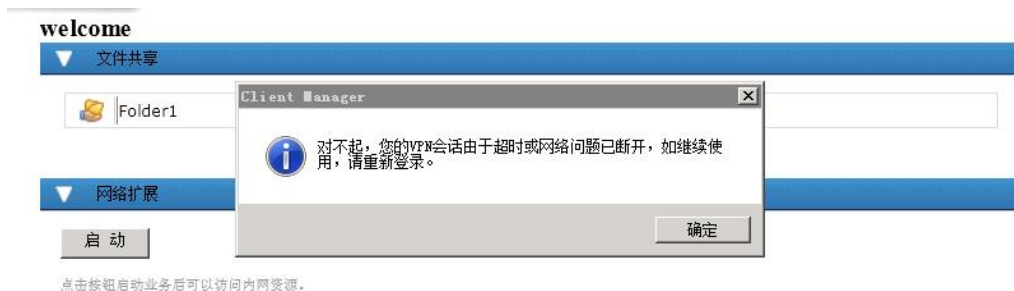 welcome
文件共享
Folder1
Client Manager
对不起，您的VPN会话由于超时或网络问题已断开，如继续使
用，请重新登录。
网络扩展
确定
启 动
点击按钮启动业务后可以访问内网资源。